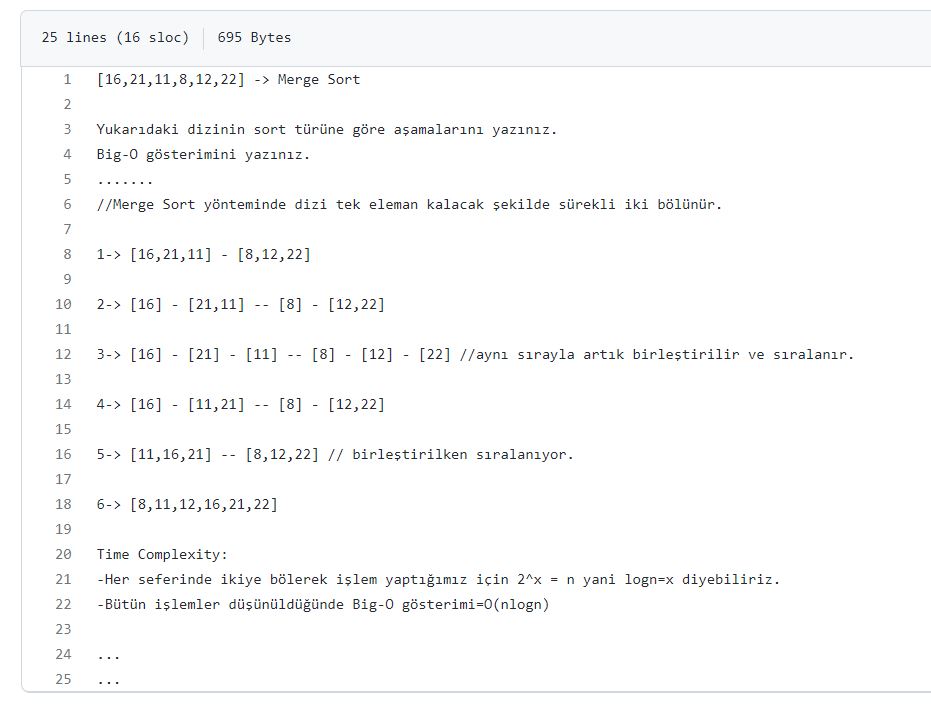 25 lines (16 sloc) 695 Bytes
1 [16,21,11,8,12,22] -> Merge Sort
2
3 Yukarıdaki dizinin sort türüne göre aşamalarını yazınız.
4 Big-O gösterimini yazınız.
5 .......
6 //Merge Sort yönteminde dizi tek eleman kalacak şekilde sürekli iki bölünür.
7
8 1-> [16,21,11] - [8,12,22]
9
10 2-> [16] - [21,11] -- [8] - [12,22]
11
12 3-> [16] - [21] - [11] -- [8] - [12] - [22] //aynı sırayla artık birleştirilir ve sıralanır.
13
14 4-> [16] - [11,21] -- [8] - [12,22]
15
16 5-> [11,16,21] -- [8,12,22] // birleştirilken sıralanıyor.
17
18 6-> [8,11,12,16,21,22]
19
20 Time Complexity:
21 -Her seferinde ikiye bölerek işlem yaptığımız için 2^x = n yani logn=x diyebiliriz.
22 -Bütün işlemler düşünüldüğünde Big-O gösterimi=O(nlogn)
23
24 ...
25 ...